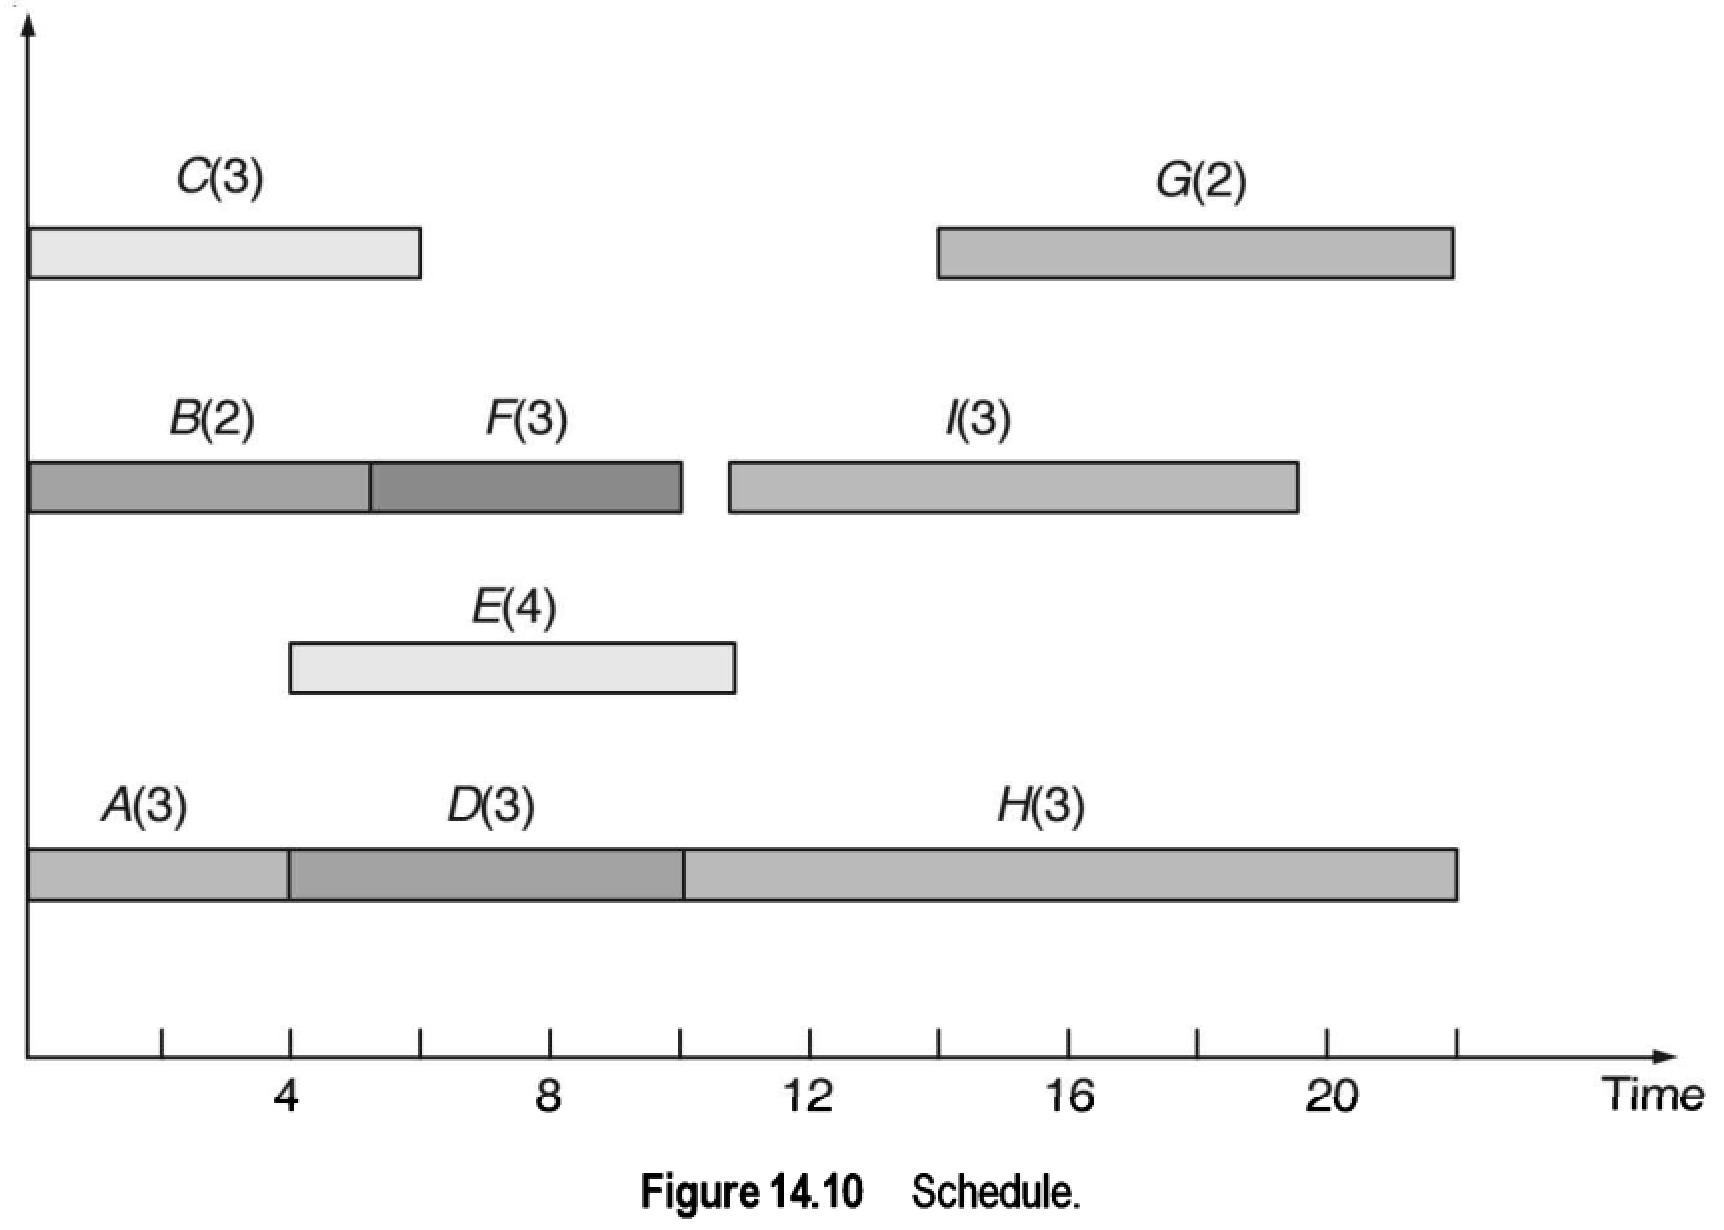 C(3) G(2)
B(2) F(3) I(3)
E(4)
A(3) D(3) H(3)
4 8 12 16 20 Time
Figure 14.10 Schedule.